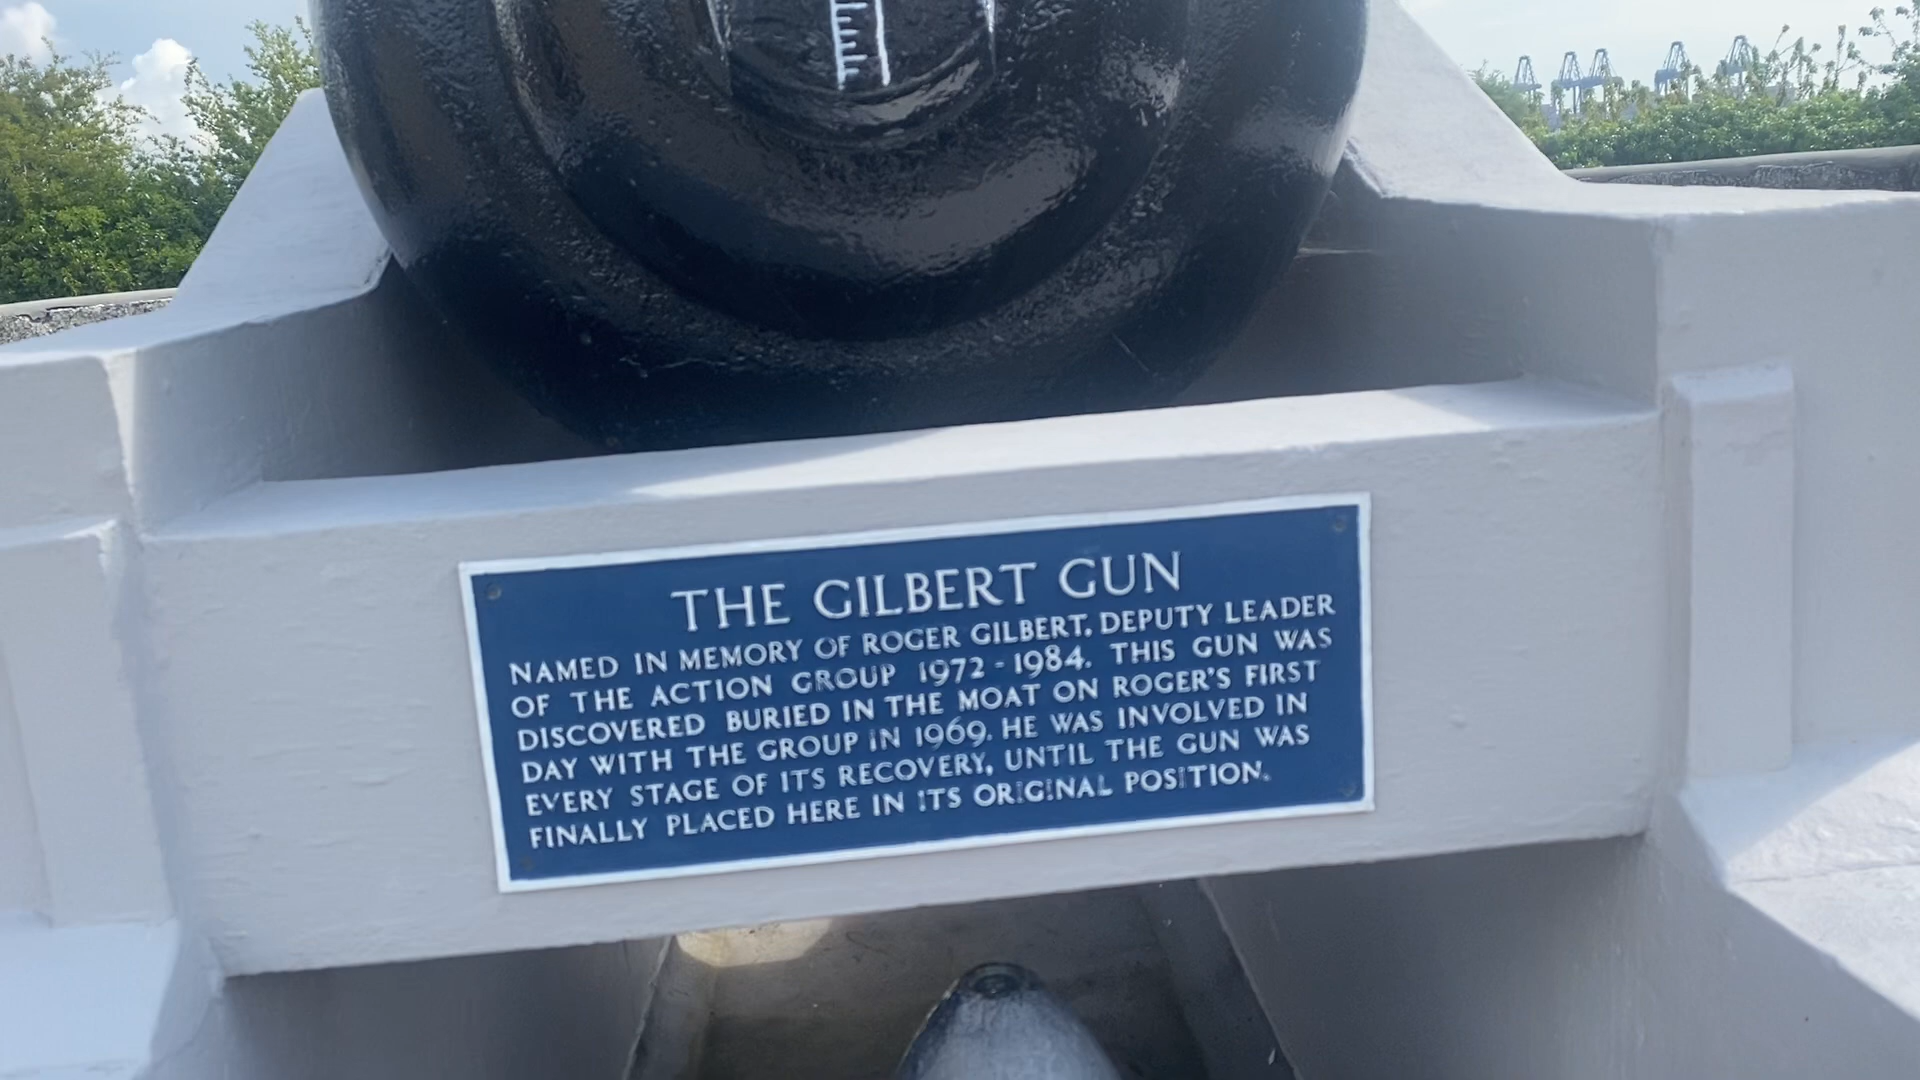 THE GILBERT GUN
NAMED IN MEMORY OF ROGER GILBERT, DEPUTY LEADER
OF THE ACTION GROUP 1972 - 1984. THIS GUN WAS
DISCOVERED BURIED IN THE MOAT ON ROGER'S FIRST
DAY WITH THE GROUP IN 1969. HE WAS INVOLVED IN
EVERY STAGE OF ITS RECOVERY, UNTIL THE GUN WAS
FINALLY PLACED HERE IN ITS ORIGINAL POSITION.